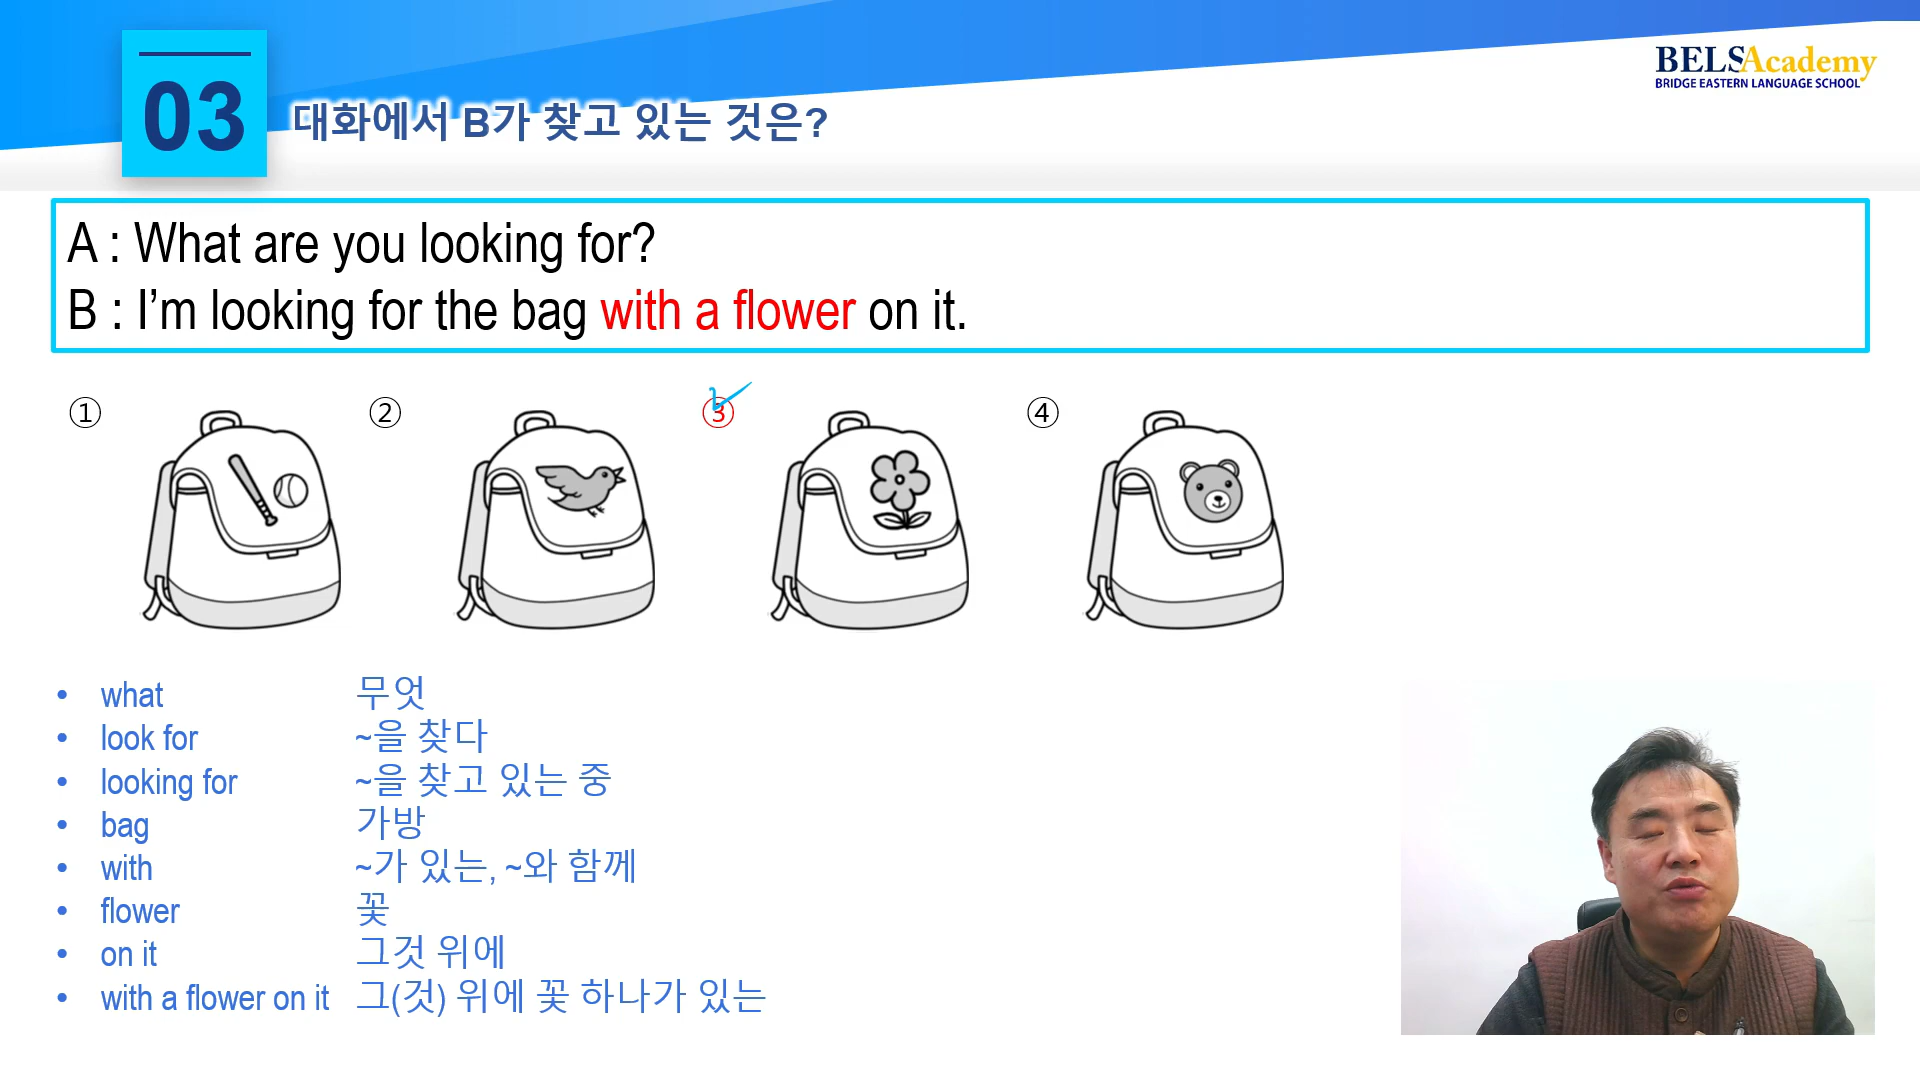 03
대화에서 B가 찾고 있는 것은?
BELSAcademy
BRIDGE EASTERN LANGUAGE SCHOOL
A : What are you looking for?
B : I’m looking for the bag with a flower on it.
① ② ③ ④
• what 무엇
• look for ~을 찾다
• looking for ~을 찾고 있는 중
• bag 가방
• with ~가 있는, ~와 함께
• flower 꽃
• on it 그것 위에
• with a flower on it 그(것) 위에 꽃 하나가 있는